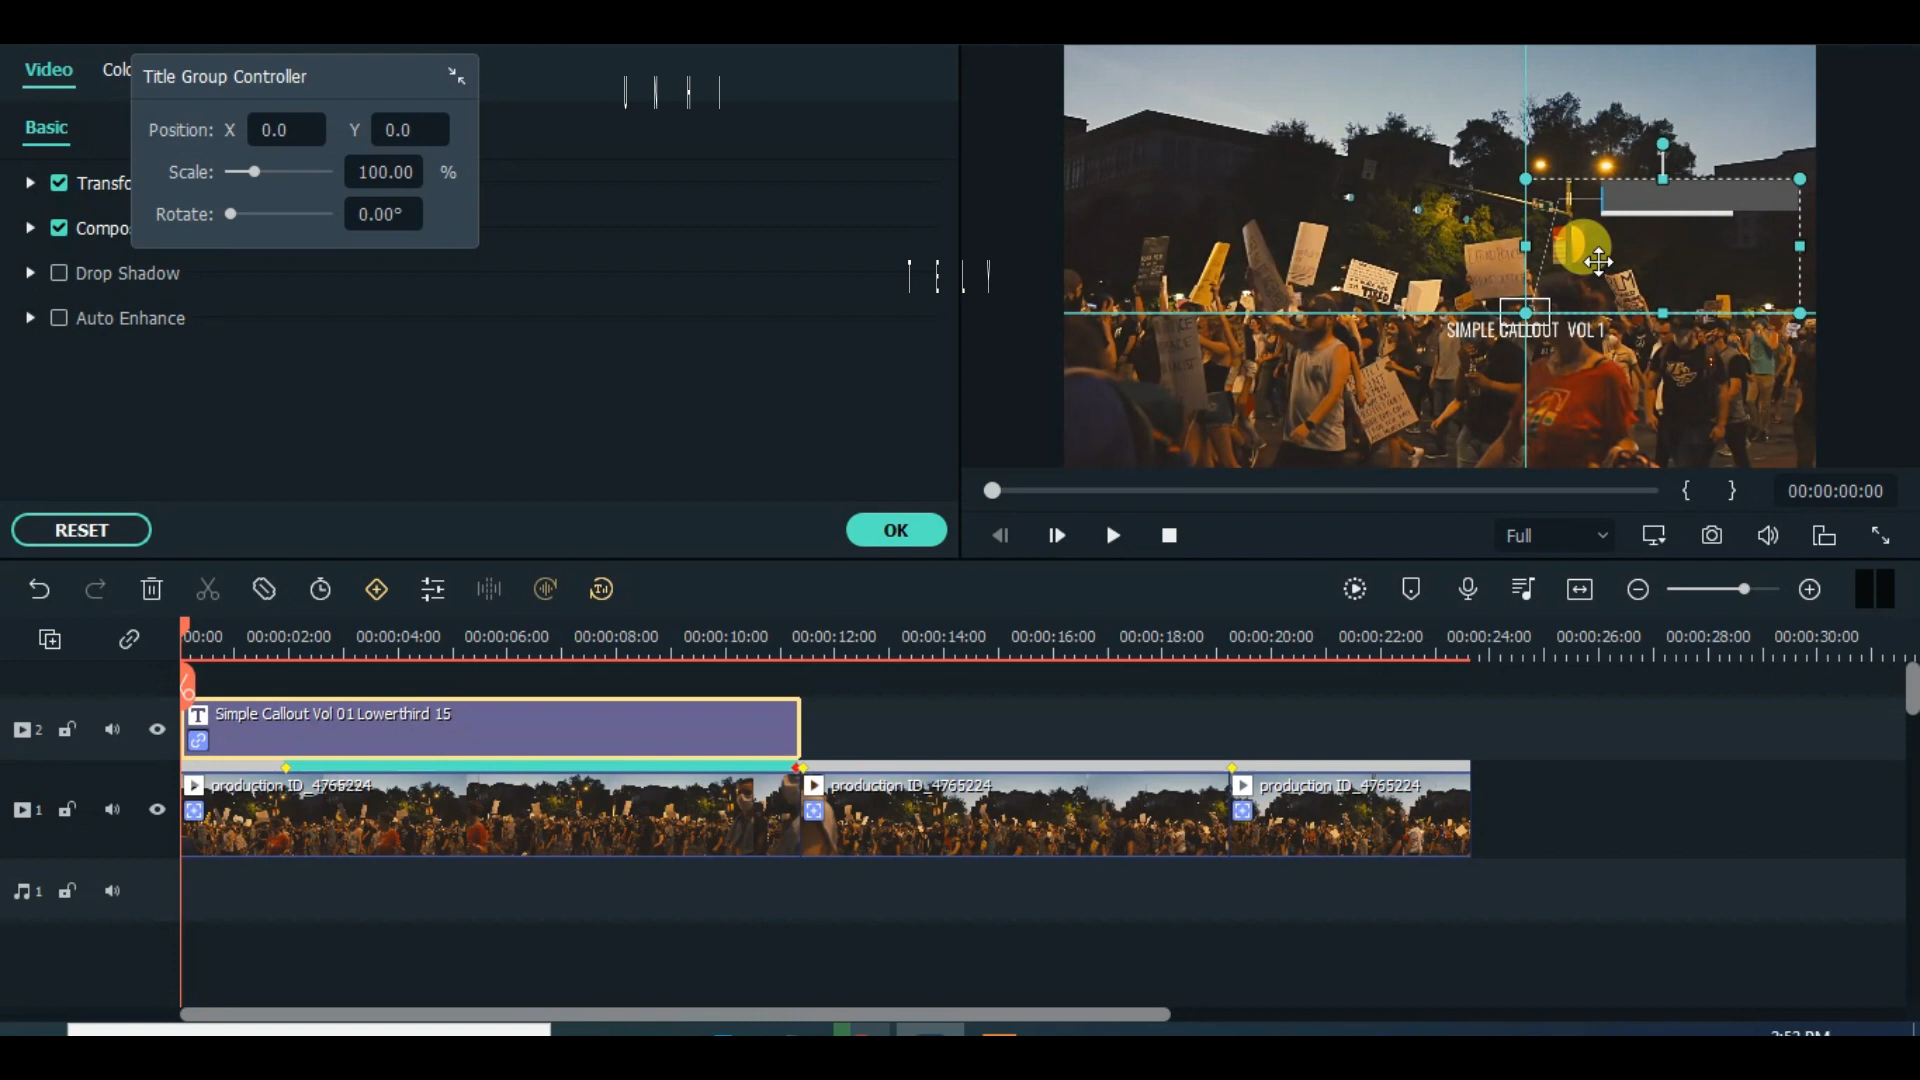 Video
Title Group Controller
Position: X 0.0 Y 0.0
Basic
Scale: 100.00 %
Rotate: 0.00°
Drop Shadow
Auto Enhance
SIMPLE CALLOUT VOL 1
RESET
OK
{ } 00:00:00:00
Full
00:00 00:00:02:00 00:00:04:00 00:00:06:00 00:00:08:00 00:00:10:00 00:00:12:00 00:00:14:00 00:00:16:00 00:00:18:00 00:00:20:00 00:00:22:00 00:00:24:00 00:00:26:00 00:00:28:00 00:00:30:00
T Simple Callout Vol 01 Lowerthird 15
2
production ID_4765224 production ID_4765224 production ID_4765224
1
1